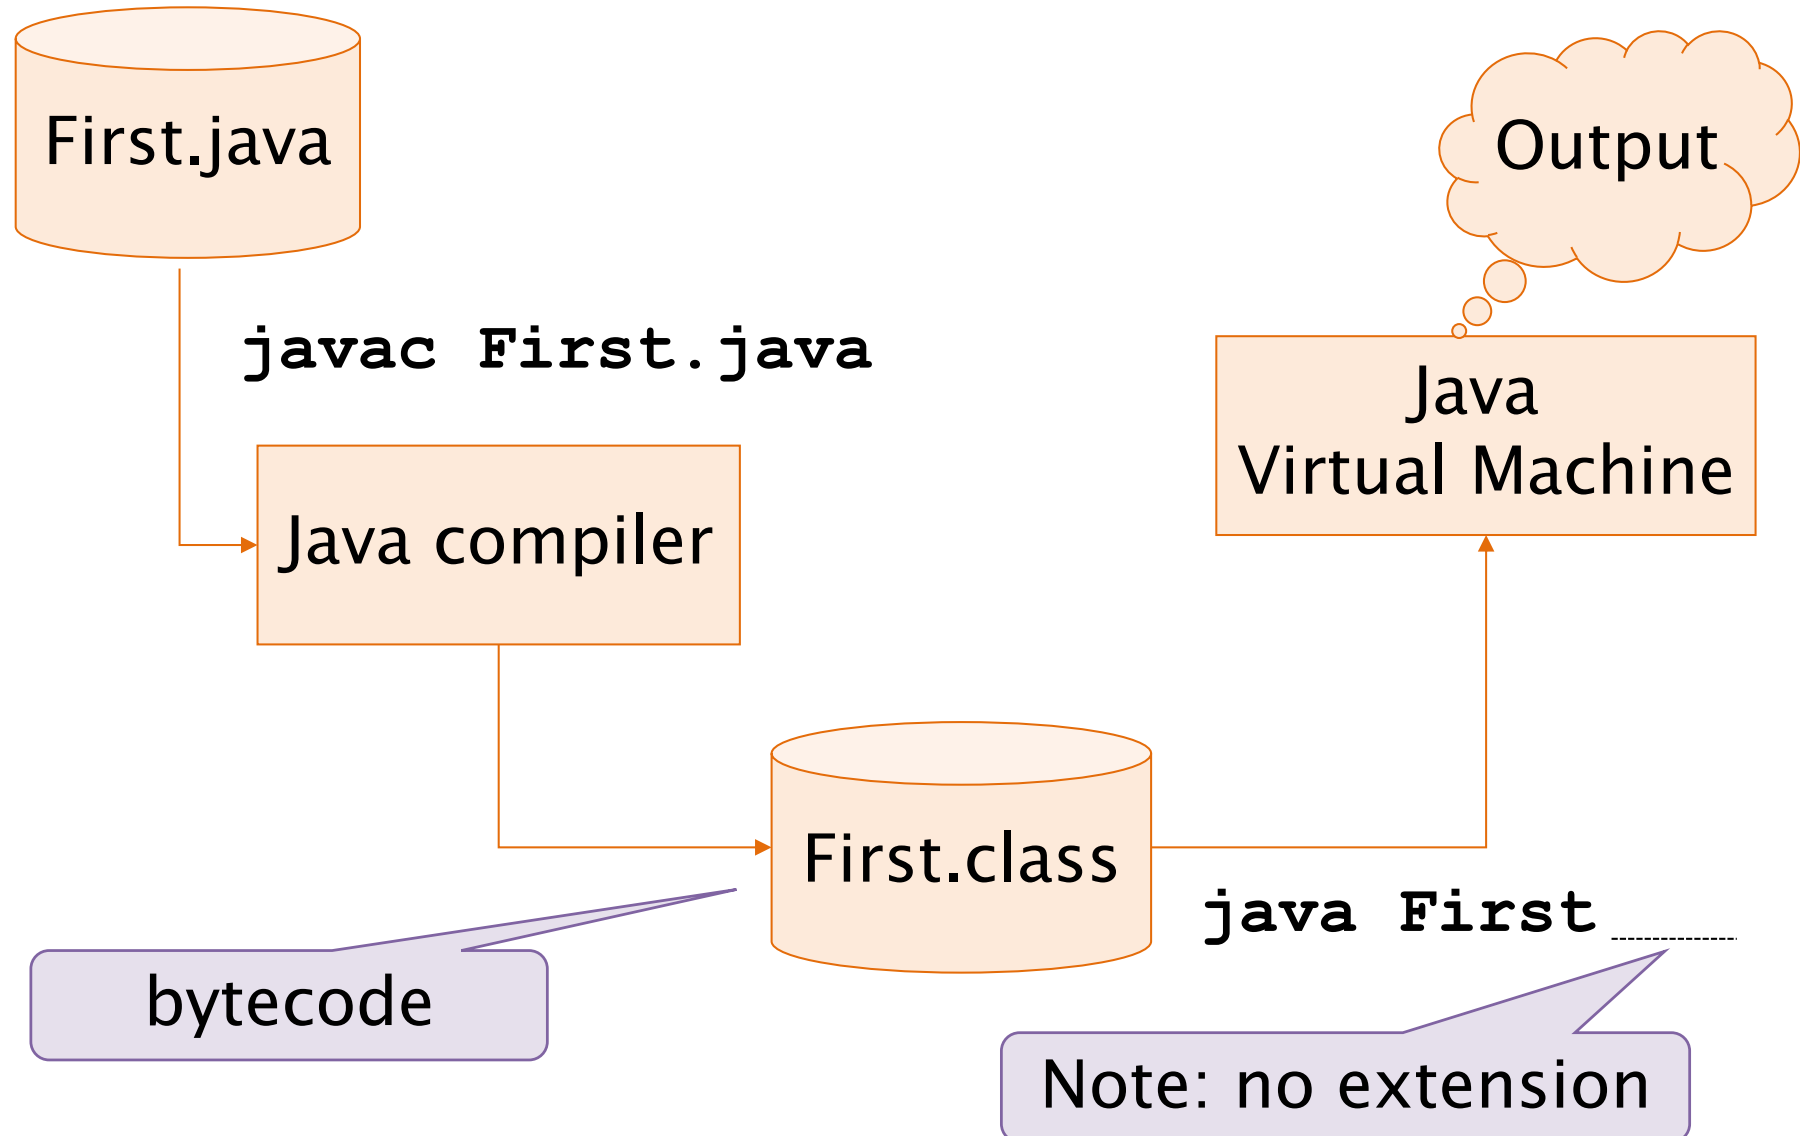 First.java
Output
javac First.java
Java
Virtual Machine
Java compiler
First.class
java First
bytecode
Note: no extension